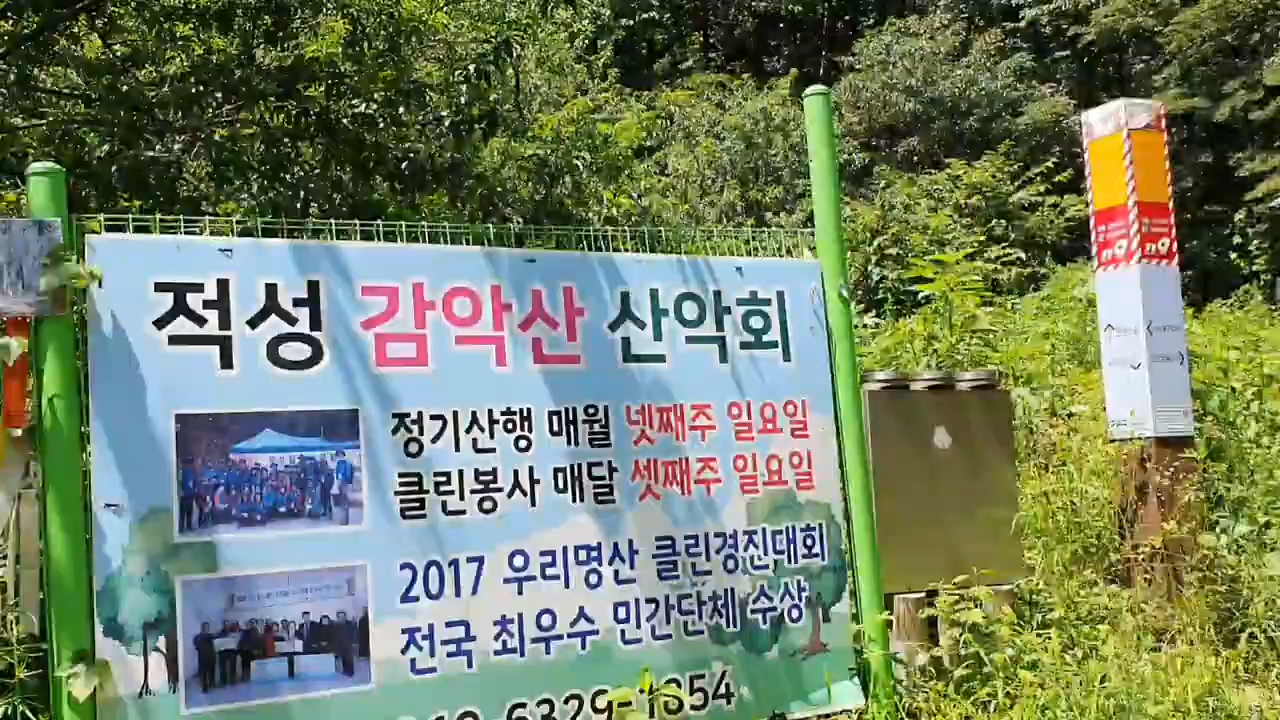 적성 감악산 산악회
정기산행 매월 넷째주 일요일
클린봉사 매달 셋째주 일요일
2017 우리명산 클린경진대회
전국 최우수 민간단체 수상